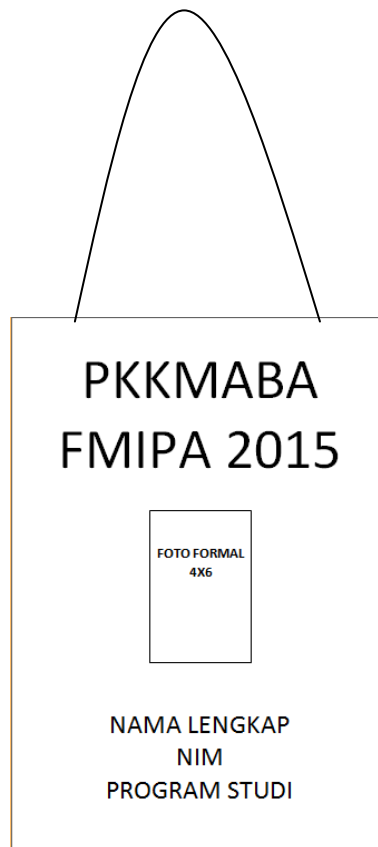 PKKMABA
FMIPA 2015
FOTO FORMAL
4X6
NAMA LENGKAP
NIM
PROGRAM STUDI